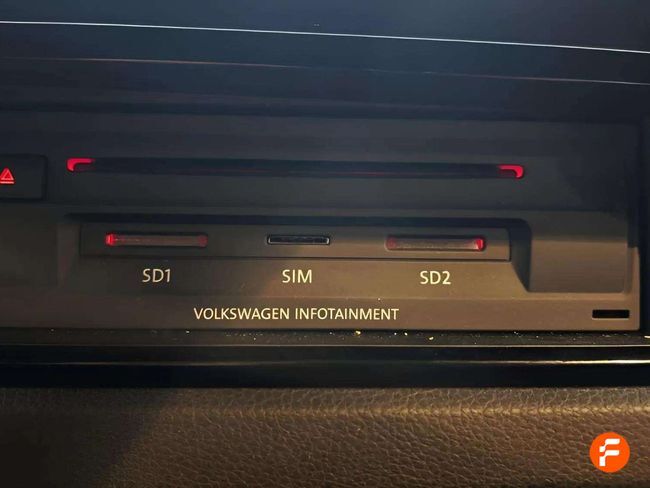 SD1 SIM SD2
VOLKSWAGEN INFOTAINMENT